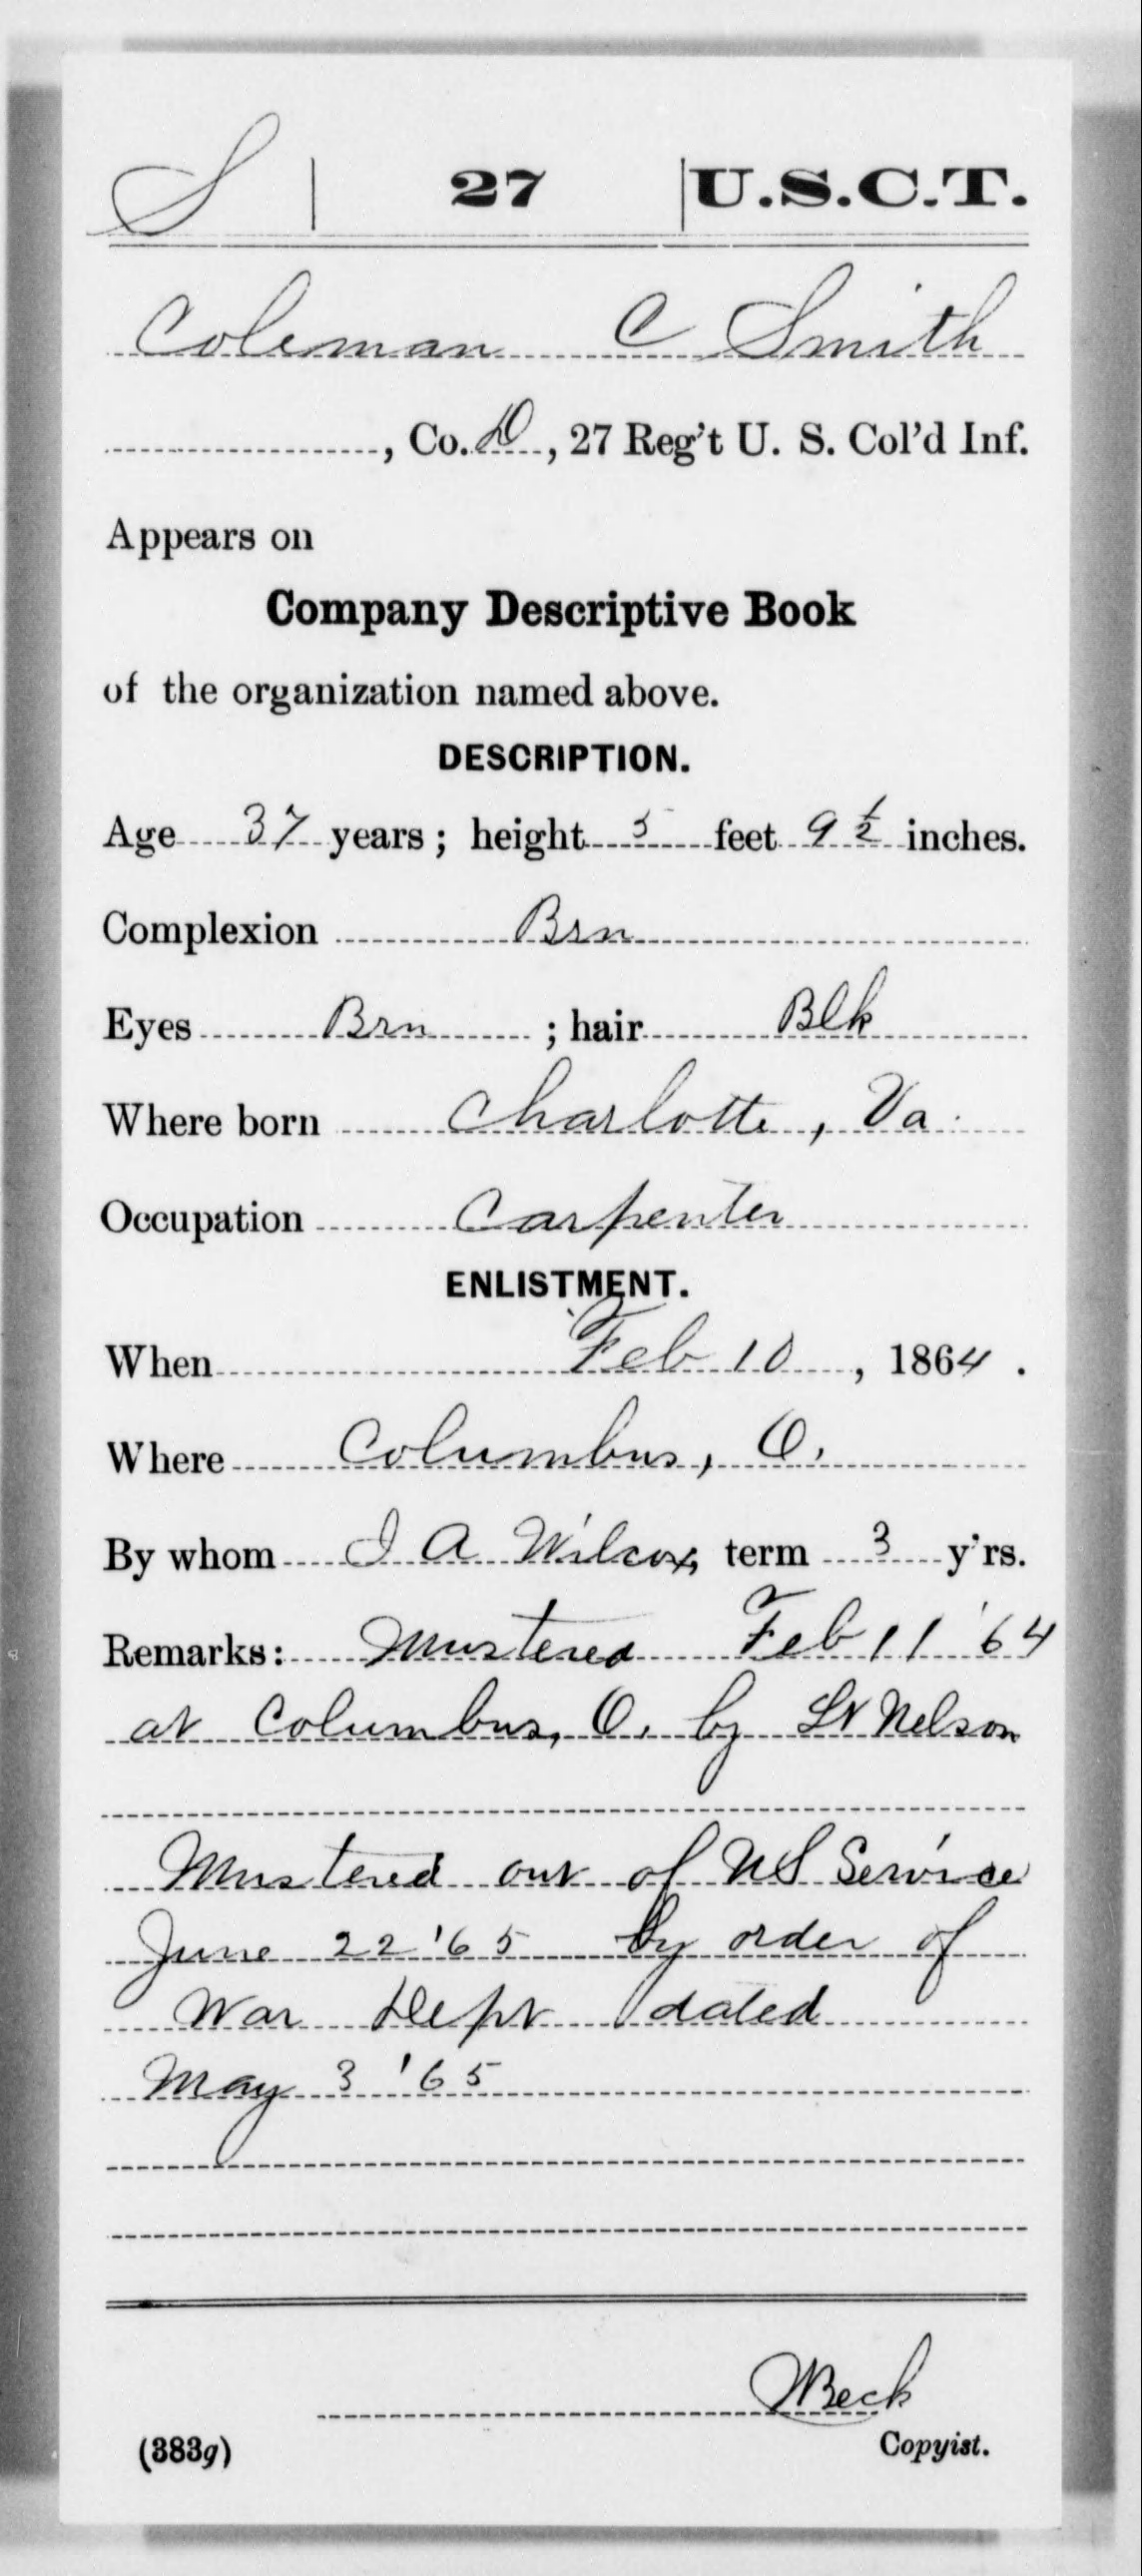 S | 27 | U.S.C.T.
Coleman C Smith
, Co. D, 27 Reg't U. S. Col'd Inf.
Appears on
Company Descriptive Book
of the organization named above.
DESCRIPTION.
Age 37 years; height 5 feet 9 1/2 inches.
Complexion Brn
Eyes Brn ; hair Blk
Where born Charlotte, Va.
Occupation Carpenter
ENLISTMENT.
When Feb 10, 1864.
Where Columbus, O.
By whom J A Wilcox, term 3 y'rs.
Remarks: Mustered Feb 11 '64
at Columbus, O. by Lt Nelson
Mustered out of US Service
June 22 '65 by order of
War Dept dated
May 3 '65
Beck
(383g) Copyist.